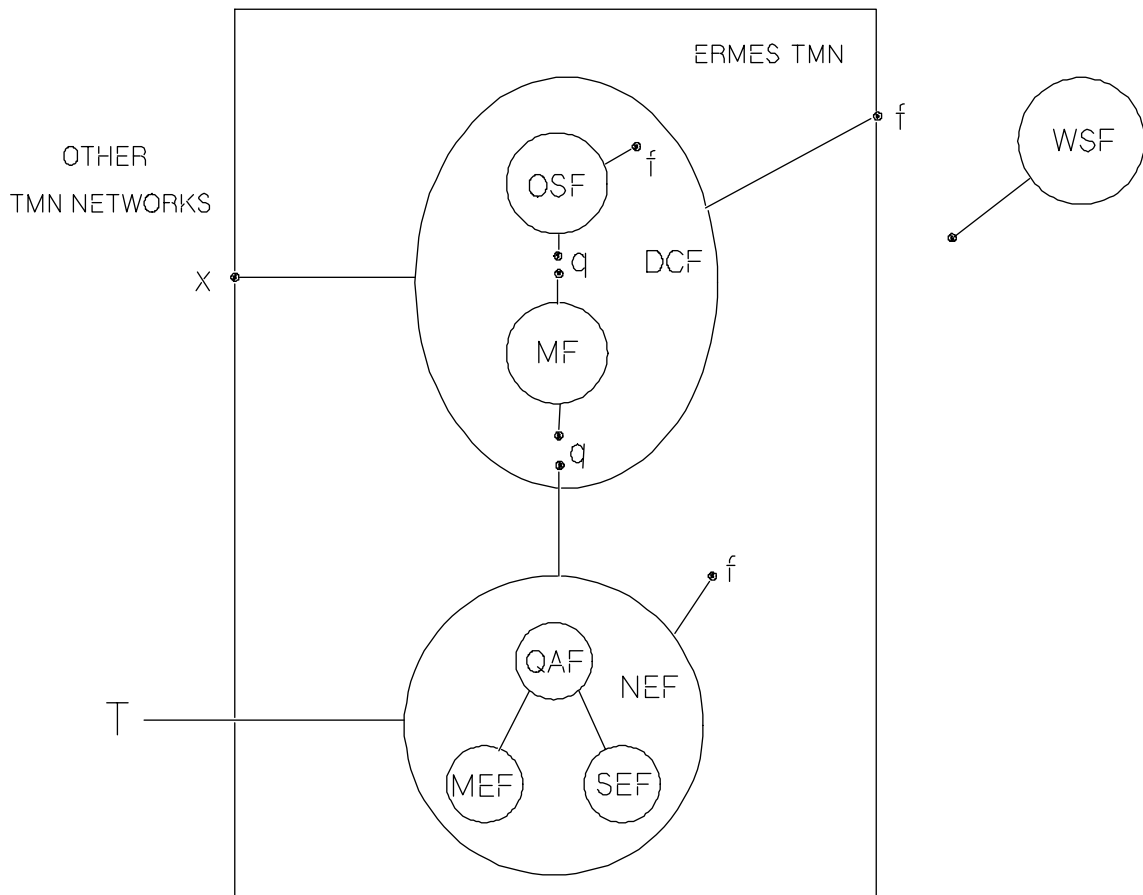 ERMES TMN
f
WSF
OTHER
TMN NETWORKS
OSF
f
q
DCF
x
MF
q
f
QAF
NEF
T
MEF
SEF